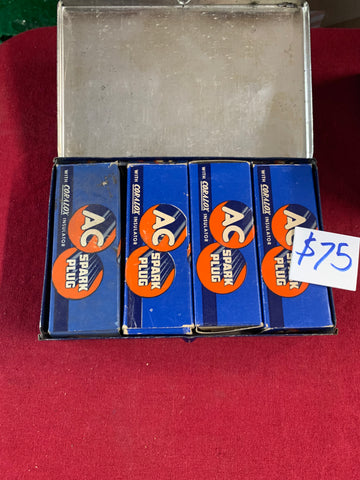 WITH CORALOX INSULATOR
AC
SPARK
PLUG
WITH CORALOX INSULATOR
AC
SPARK
PLUG
WITH CORALOX INSULATOR
AC
SPARK
PLUG
WITH CORALOX INSULATOR
AC
SPARK
PLUG
$75